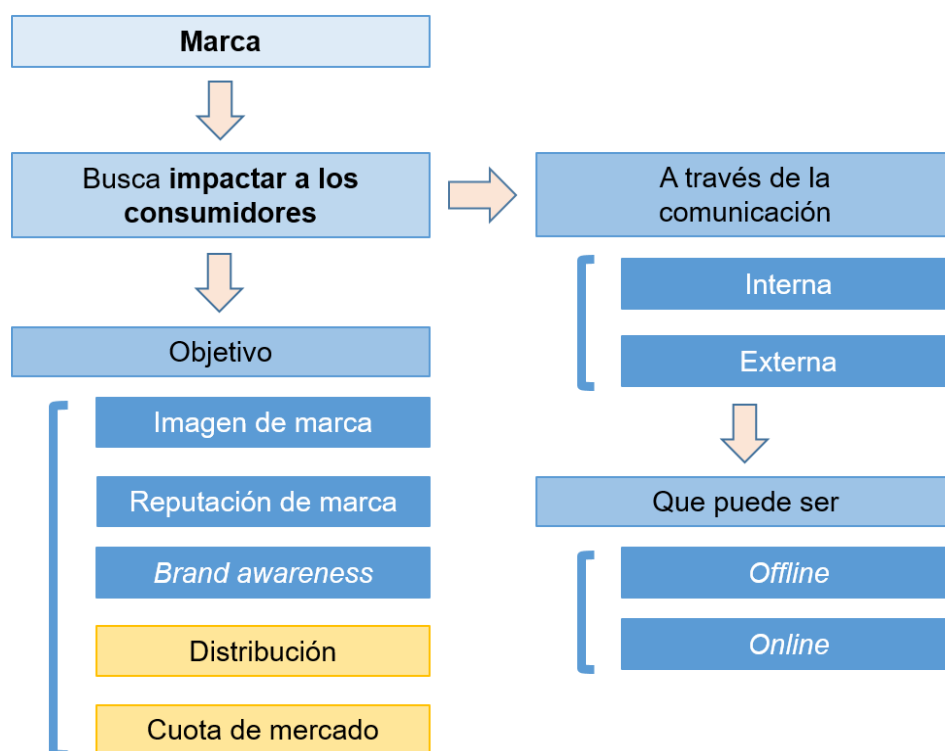 Marca
Busca impactar a los
consumidores
Objetivo
Imagen de marca
Reputación de marca
Brand awareness
Distribución
Cuota de mercado
A través de la
comunicación
Interna
Externa
Que puede ser
Offline
Online